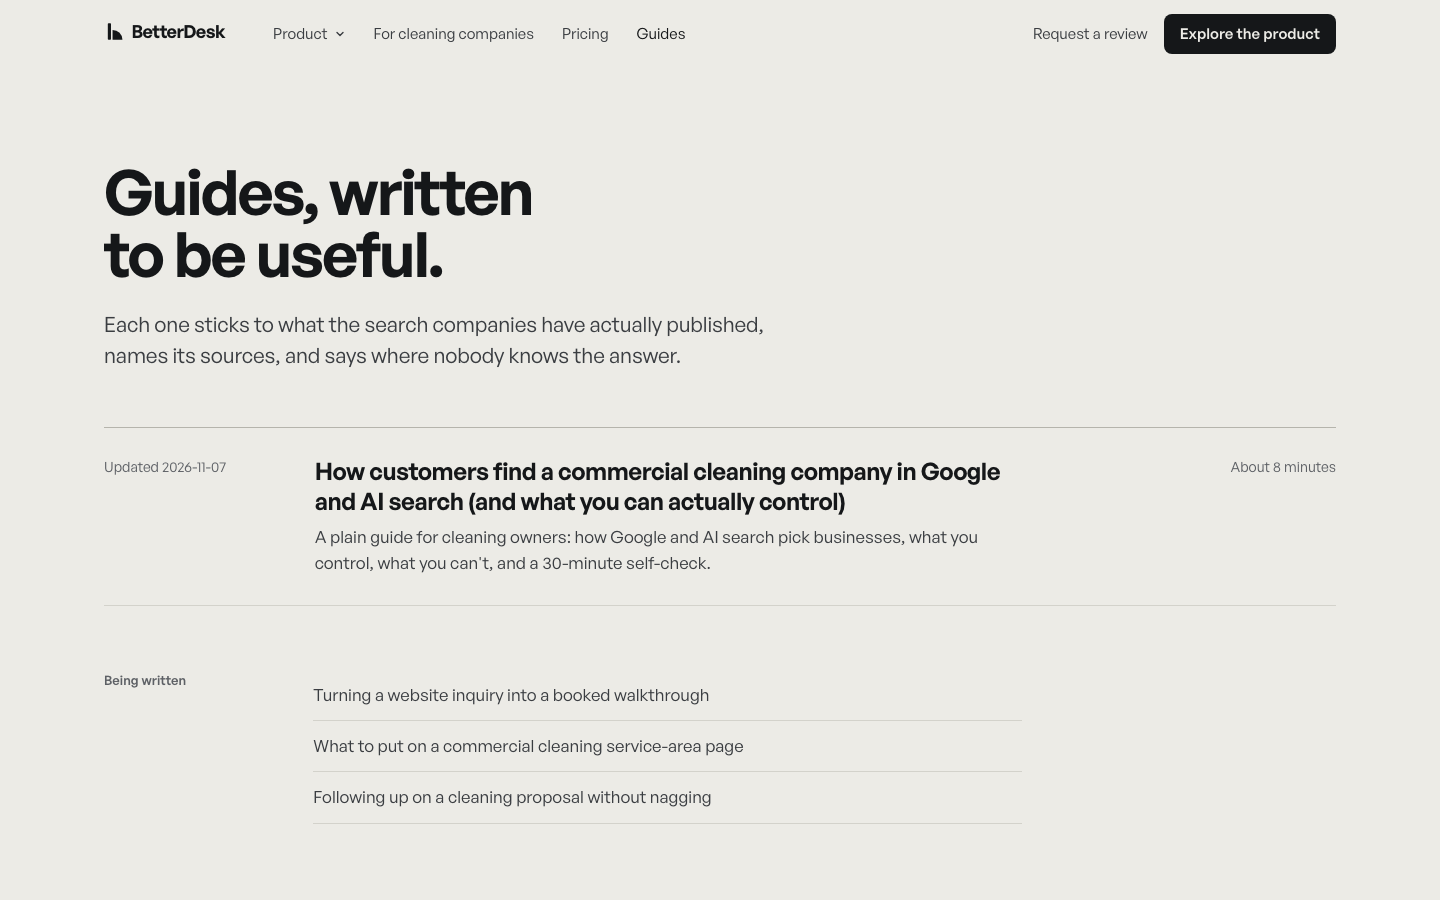 BetterDesk
Product
For cleaning companies
Pricing
Guides
Request a review
Explore the product
Guides, written
to be useful.
Each one sticks to what the search companies have actually published,
names its sources, and says where nobody knows the answer.
Updated 2026-11-07
How customers find a commercial cleaning company in Google
and AI search (and what you can actually control)
A plain guide for cleaning owners: how Google and AI search pick businesses, what you
control, what you can't, and a 30-minute self-check.
About 8 minutes
Being written
Turning a website inquiry into a booked walkthrough
What to put on a commercial cleaning service-area page
Following up on a cleaning proposal without nagging